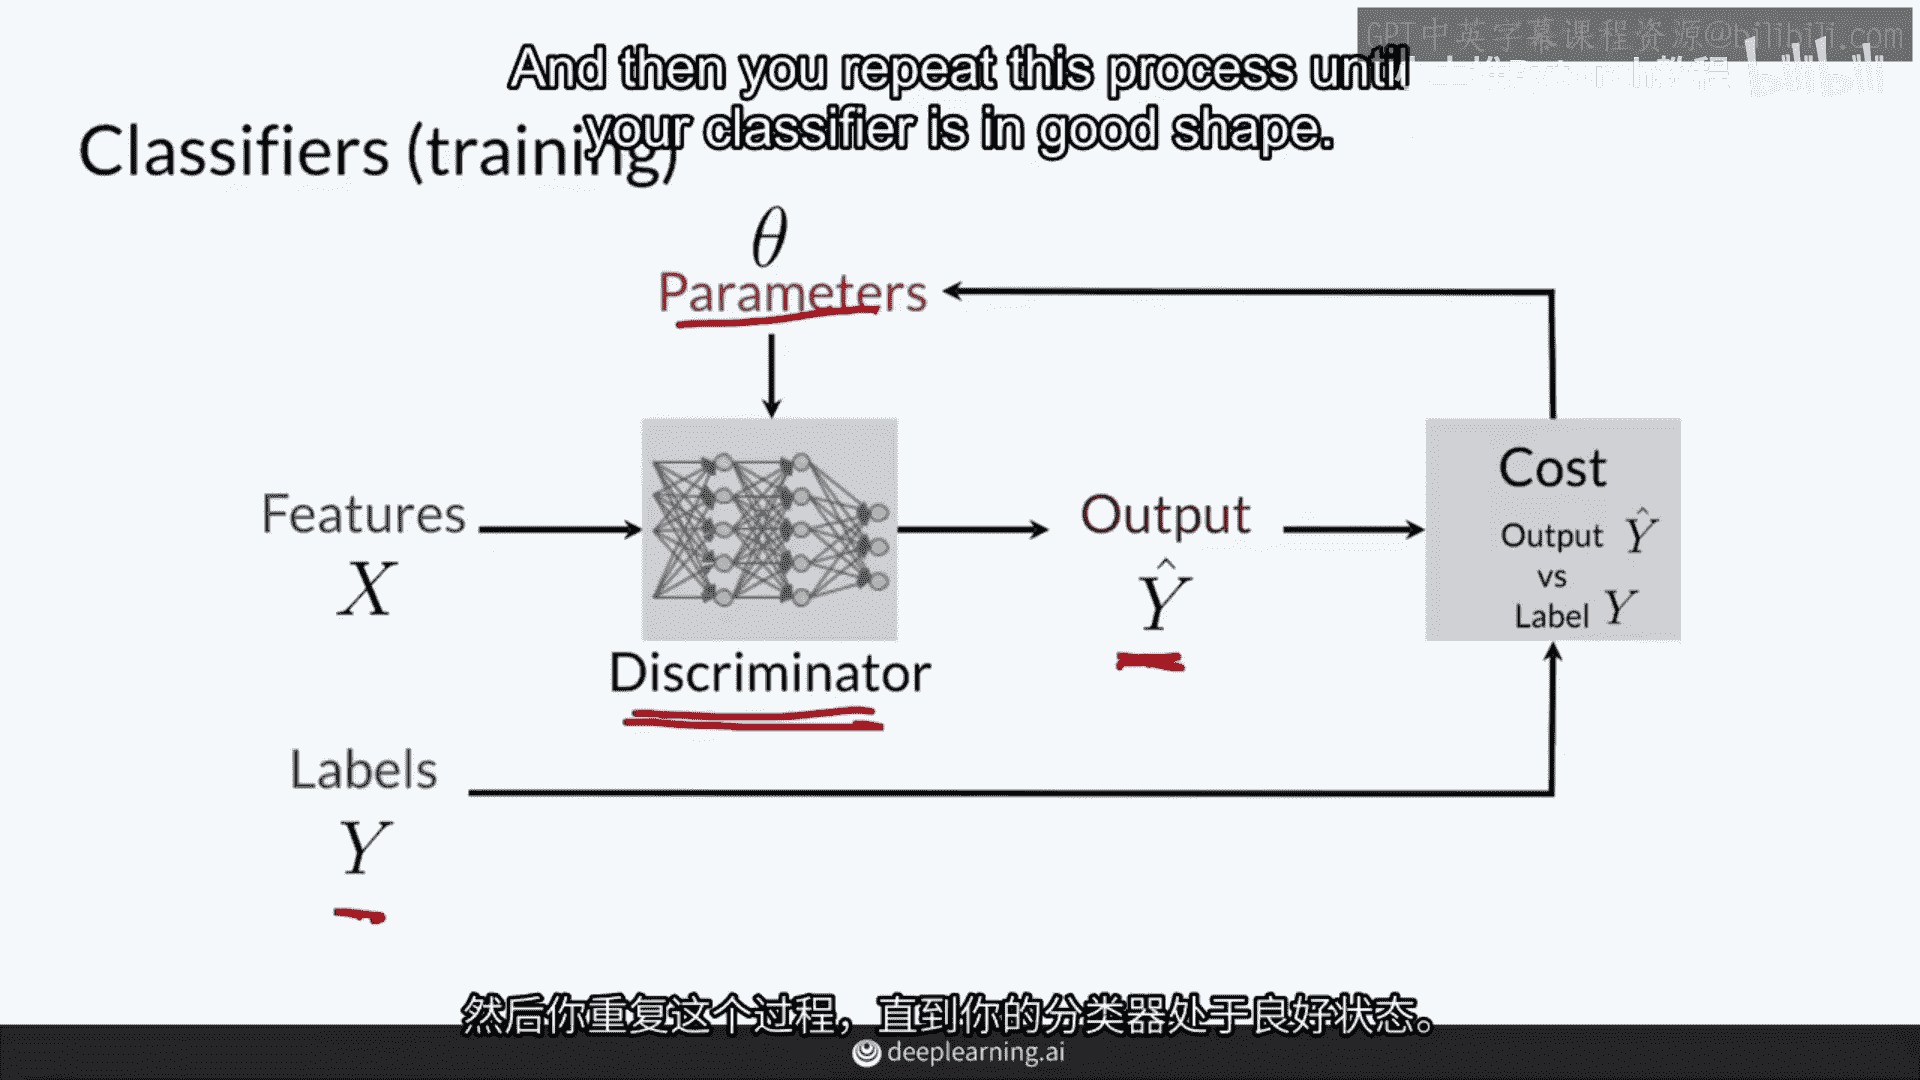 GPT中英字幕课程资源@bilibili.com
And then you repeat this process until
your classifier is in good shape.
Classifiers (training)
θ
Parameters
Features
X
Discriminator
Output
Ŷ
Cost
Output Ŷ
vs
Label Y
Labels
Y
然后你重复这个过程，直到你的分类器处于良好状态。
deeplearning.ai